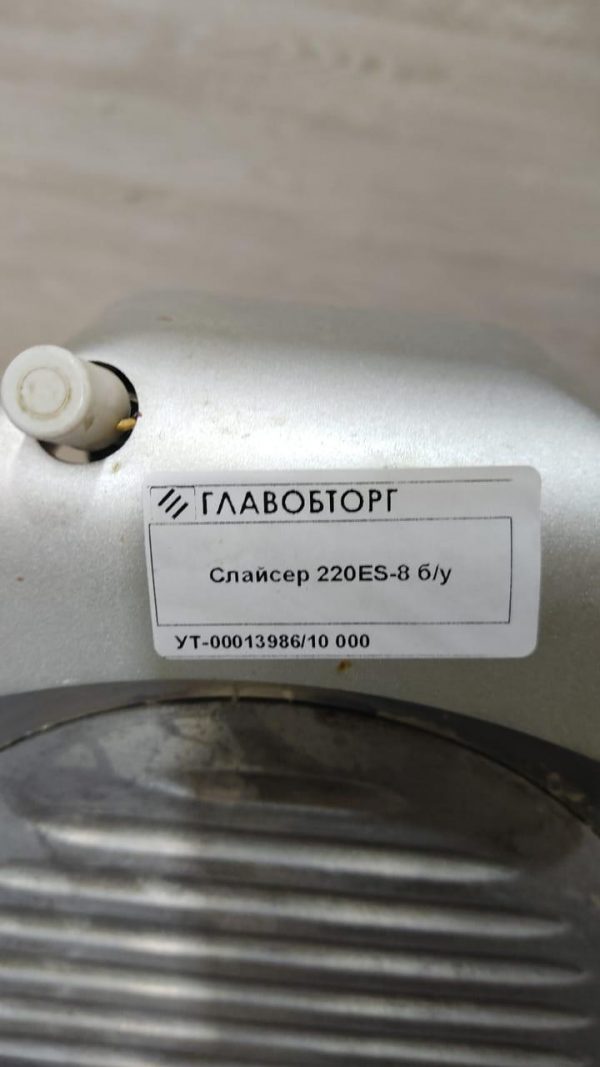 ГЛАВОБТОРГ
Слайсер 220ES-8 б/у
УТ-00013986/10 000